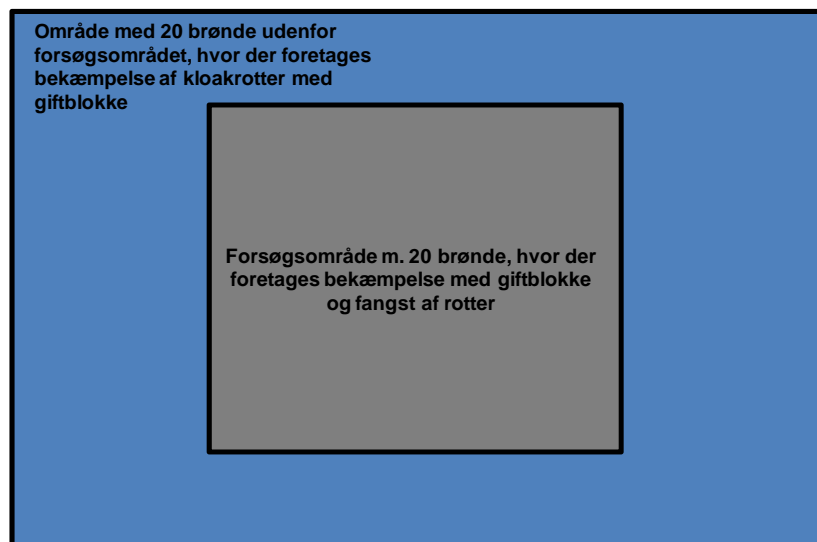 Område med 20 brønde udenfor
forsøgsområdet, hvor der foretages
bekæmpelse af kloakrotter med
giftblokke
Forsøgsområde m. 20 brønde, hvor der
foretages bekæmpelse med giftblokke
og fangst af rotter